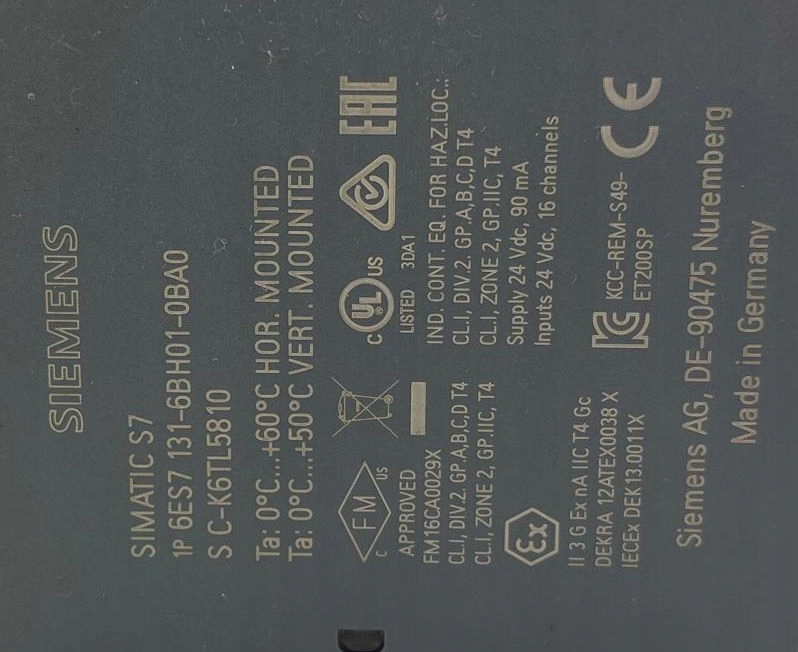 SIEMENS
SIMATIC S7
1P 6ES7 131-6BH01-0BA0
S C-K6TL5810
Ta: 0°C...+60°C HOR. MOUNTED
Ta: 0°C...+50°C VERT. MOUNTED
C FM US
APPROVED
FM16CA0029X
CL.I, DIV.2. GP.A,B,C,D T4
CL.I, ZONE 2, GP.IIC, T4
Ex
II 3 G Ex nA IIC T4 Gc
DEKRA 12ATEX0038 X
IECEx DEK13.0011X
C UL ® US
LISTED 3DA1
EAC
IND. CONT. EQ. FOR HAZ.LOC.:
CL.I, DIV.2. GP.A,B,C,D T4
CL.I, ZONE 2, GP.IIC, T4
Supply 24 Vdc, 90 mA
Inputs 24 Vdc, 16 channels
KCC-REM-S49-
ET200SP
CE
Siemens AG, DE-90475 Nuremberg
Made in Germany